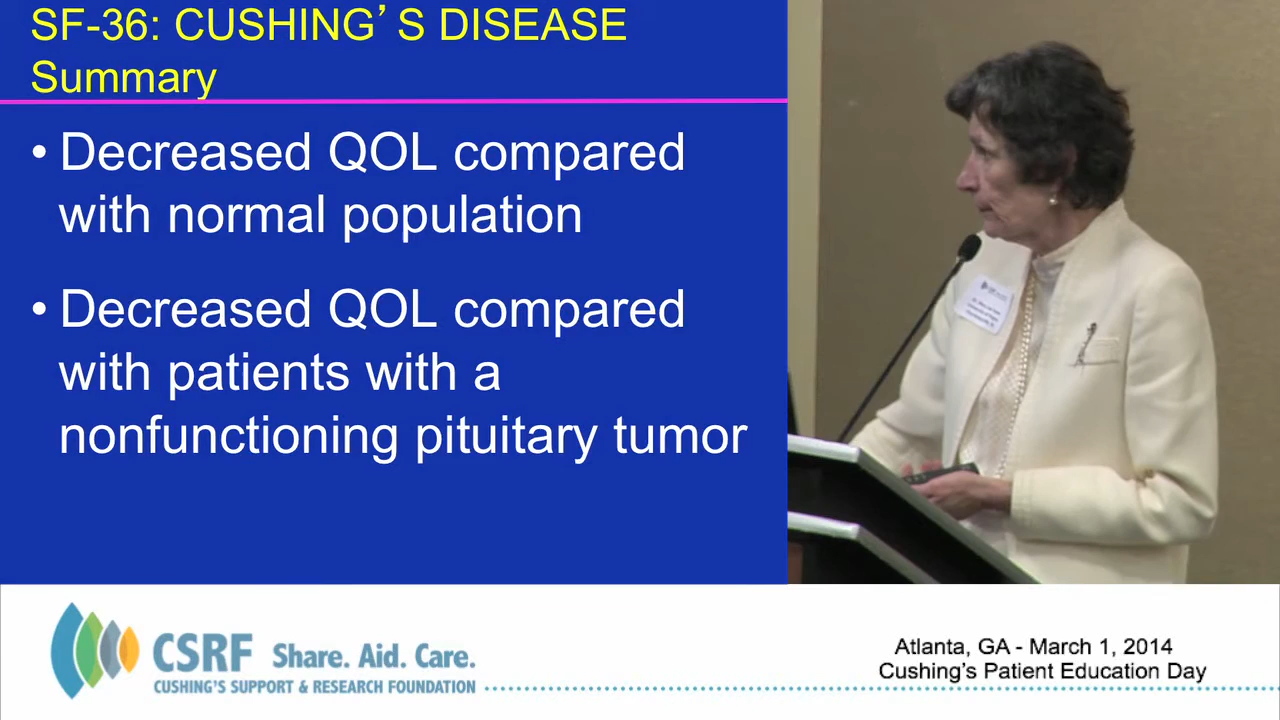 SF-36: CUSHING’S DISEASE
Summary
• Decreased QOL compared
with normal population
• Decreased QOL compared
with patients with a
nonfunctioning pituitary tumor
CSRF
CSRF Share. Aid. Care.
CUSHING'S SUPPORT & RESEARCH FOUNDATION
Atlanta, GA - March 1, 2014
Cushing's Patient Education Day